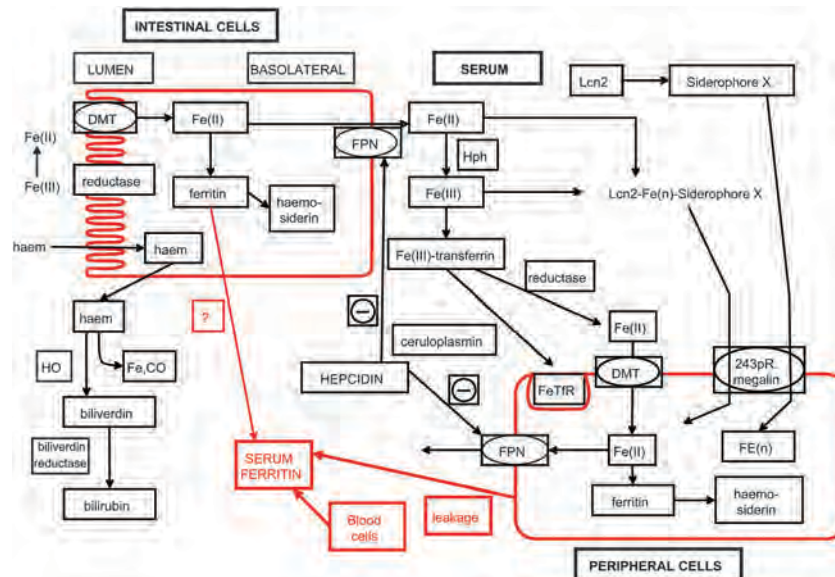 INTESTINAL CELLS
LUMEN
BASOLATERAL
SERUM
Lcn2
Siderophore X
DMT
Fe(II)
FPN
Fe(II)
Fe(II)
Hph
Fe(III)
reductase
ferritin
haemo-
siderin
Fe(III)
Lcn2-Fe(n)-Siderophore X
haem
haem
Fe(III)-transferrin
reductase
haem
?
Fe(II)
ceruloplasmin
HO
Fe,CO
HEPCIDIN
FeTfR
DMT
243pR.
megalin
biliverdin
biliverdin
reductase
SERUM
FERRITIN
FPN
Fe(II)
FE(n)
bilirubin
Blood
cells
leakage
ferritin
haemo-
siderin
PERIPHERAL CELLS